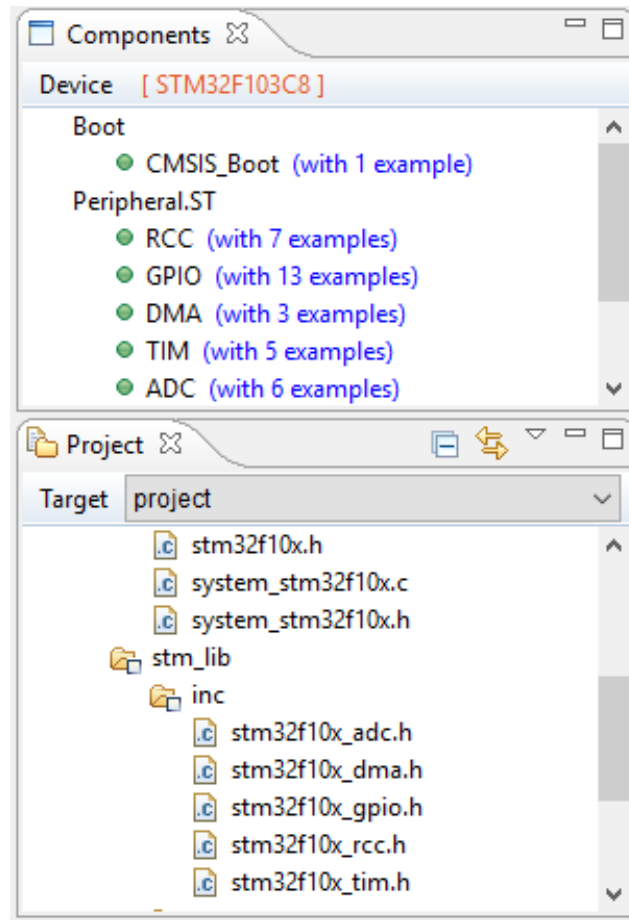 Components
Device [ STM32F103C8 ]
Boot
CMSIS_Boot (with 1 example)
Peripheral.ST
RCC (with 7 examples)
GPIO (with 13 examples)
DMA (with 3 examples)
TIM (with 5 examples)
ADC (with 6 examples)
Project
Target project
.c stm32f10x.h
.c system_stm32f10x.c
.c system_stm32f10x.h
stm_lib
inc
.c stm32f10x_adc.h
.c stm32f10x_dma.h
.c stm32f10x_gpio.h
.c stm32f10x_rcc.h
.c stm32f10x_tim.h